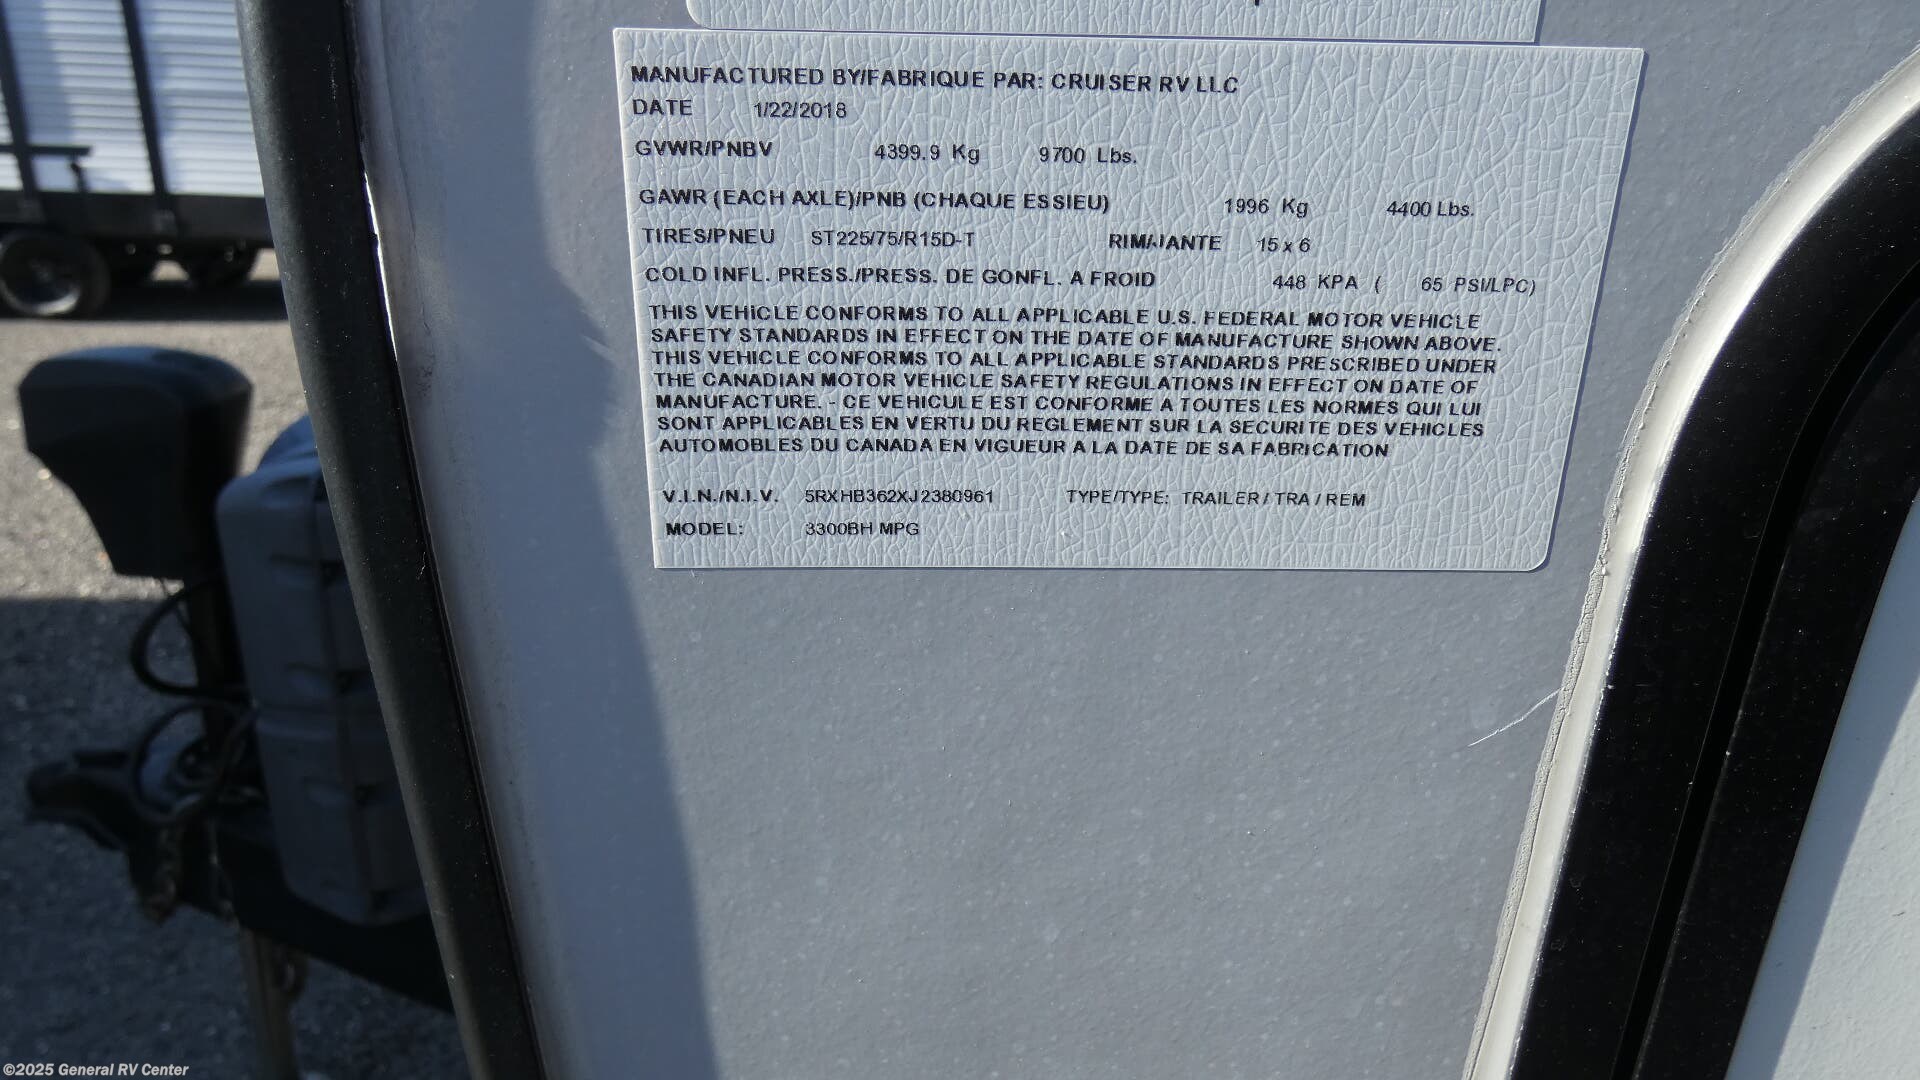 MANUFACTURED BY/FABRIQUE PAR: CRUISER RV LLC
DATE 1/22/2018
GVWR/PNBV 4399.9 Kg 9700 Lbs.
GAWR (EACH AXLE)/PNB (CHAQUE ESSIEU) 1996 Kg 4400 Lbs.
TIRES/PNEU ST225/75/R15D-T RIM/JANTE 15 x 6
COLD INFL. PRESS./PRESS. DE GONFL. A FROID 448 KPA ( 65 PSI/LPC)
THIS VEHICLE CONFORMS TO ALL APPLICABLE U.S. FEDERAL MOTOR VEHICLE
SAFETY STANDARDS IN EFFECT ON THE DATE OF MANUFACTURE SHOWN ABOVE.
THIS VEHICLE CONFORMS TO ALL APPLICABLE STANDARDS PRESCRIBED UNDER
THE CANADIAN MOTOR VEHICLE SAFETY REGULATIONS IN EFFECT ON DATE OF
MANUFACTURE. - CE VEHICULE EST CONFORME A TOUTES LES NORMES QUI LUI
SONT APPLICABLES EN VERTU DU REGLEMENT SUR LA SECURITE DES VEHICLES
AUTOMOBLES DU CANADA EN VIGUEUR A LA DATE DE SA FABRICATION
V.I.N./N.I.V. 5RXHB362XJ2380961 TYPE/TYPE: TRAILER / TRA / REM
MODEL: 3300BH MPG
©2025 General RV Center